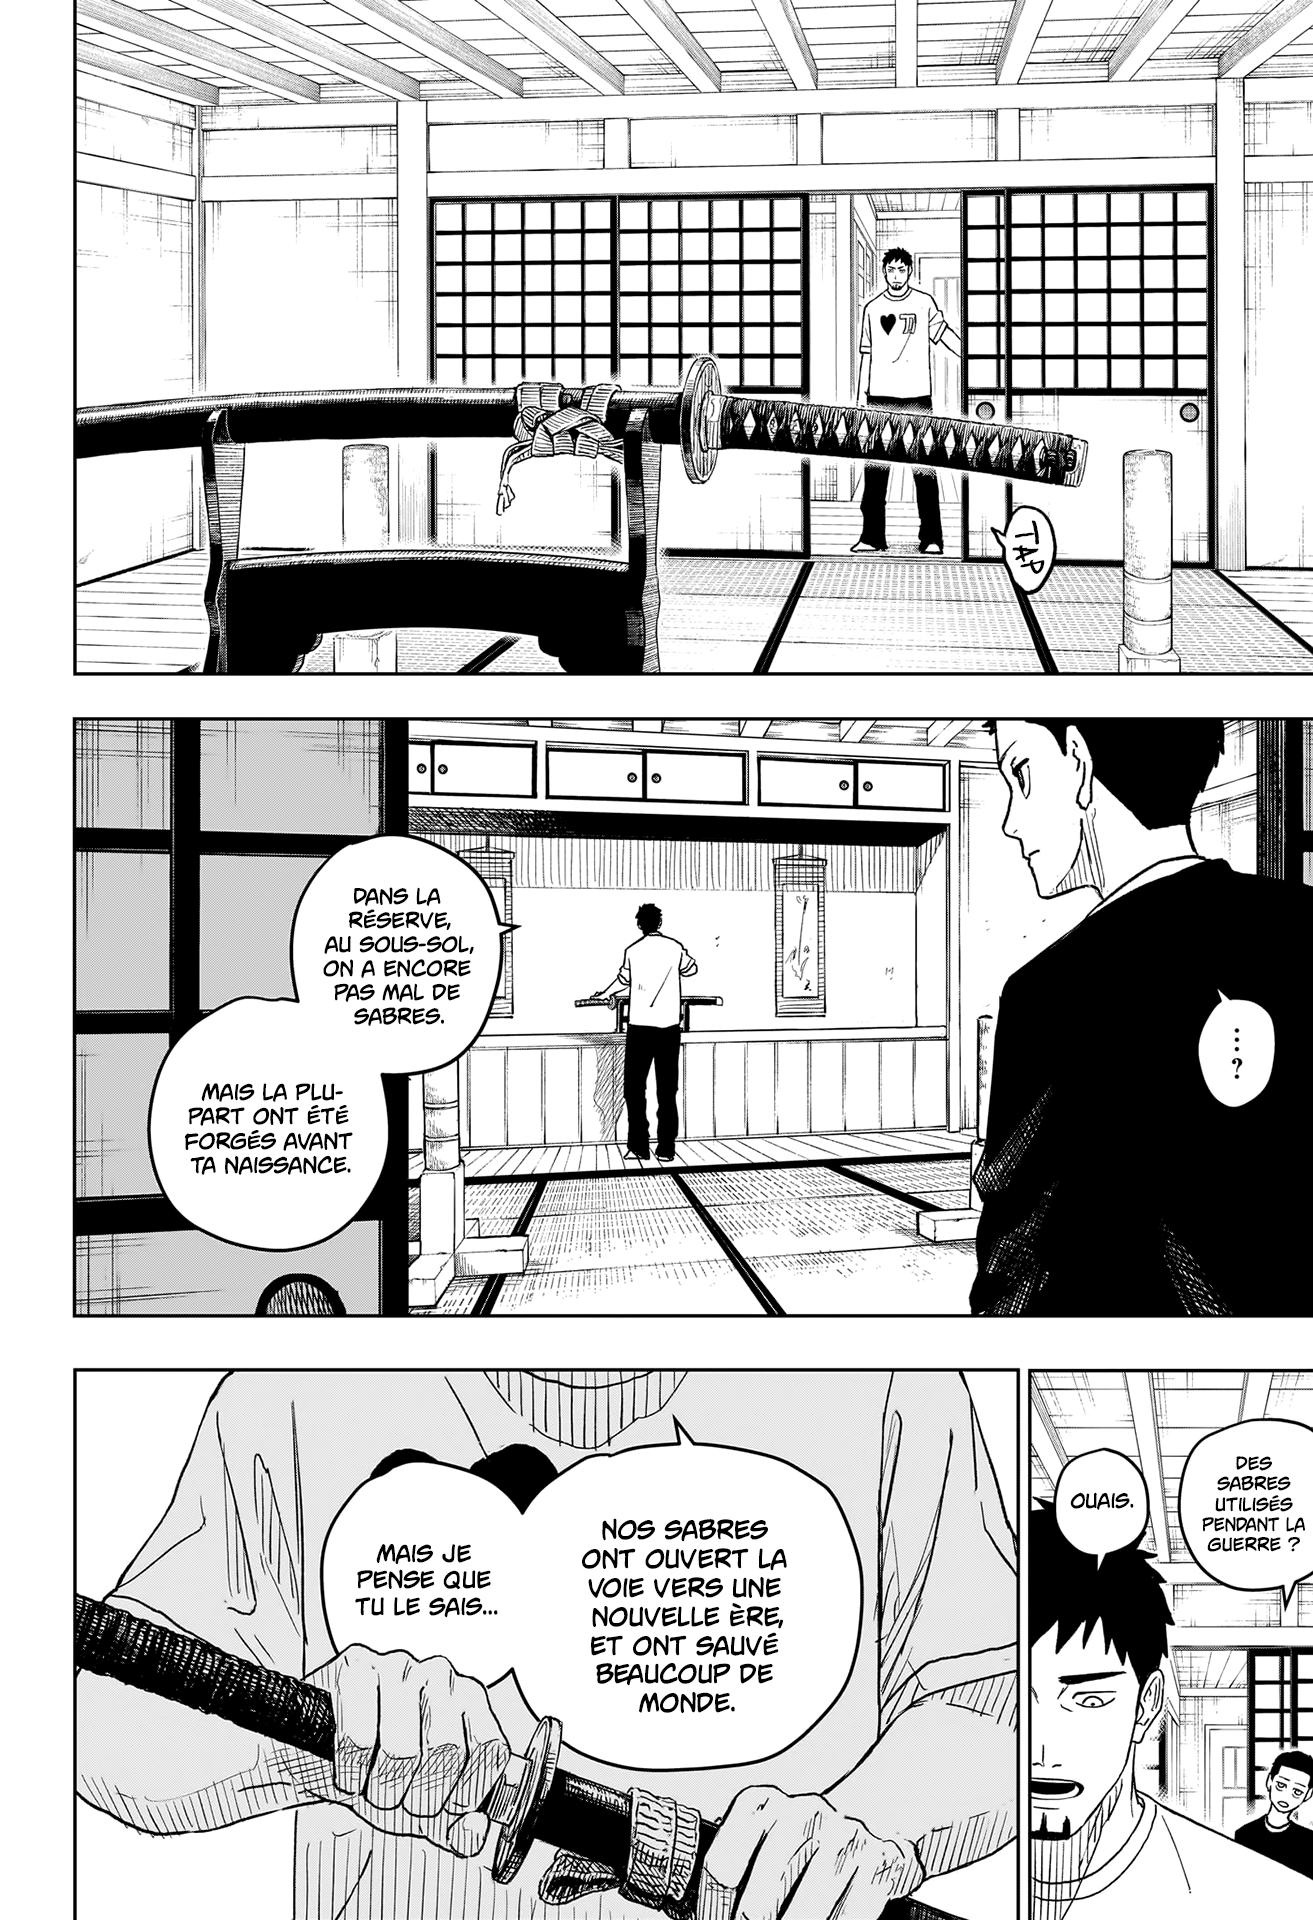 TAP
...?
DANS LA
RÉSERVE,
AU SOUS-SOL,
ON A ENCORE
PAS MAL DE
SABRES.
MAIS LA PLU-
PART ONT ÉTÉ
FORGÉS AVANT
TA NAISSANCE.
DES
SABRES
UTILISÉS
PENDANT LA
GUERRE ?
OUAIS.
NOS SABRES
ONT OUVERT LA
VOIE VERS UNE
NOUVELLE ÈRE,
ET ONT SAUVÉ
BEAUCOUP DE
MONDE.
MAIS JE
PENSE QUE
TU LE SAIS...